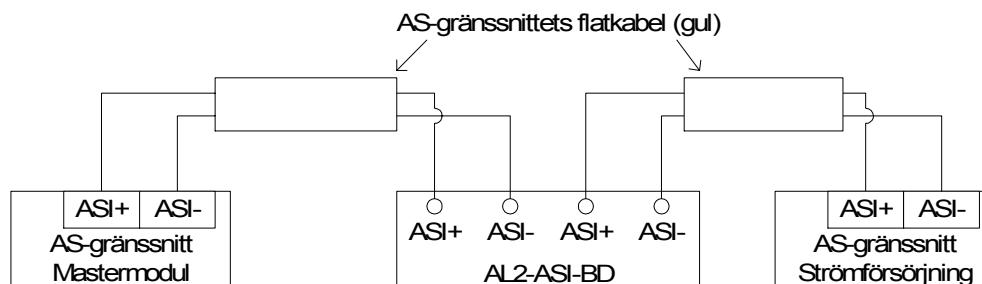 AS-gränssnittets flatkabel (gul)
ASI+ ASI-
AS-gränssnitt
Mastermodul
ASI+ ASI- ASI+ ASI-
AL2-ASI-BD
ASI+ ASI-
AS-gränssnitt
Strömförsörjning